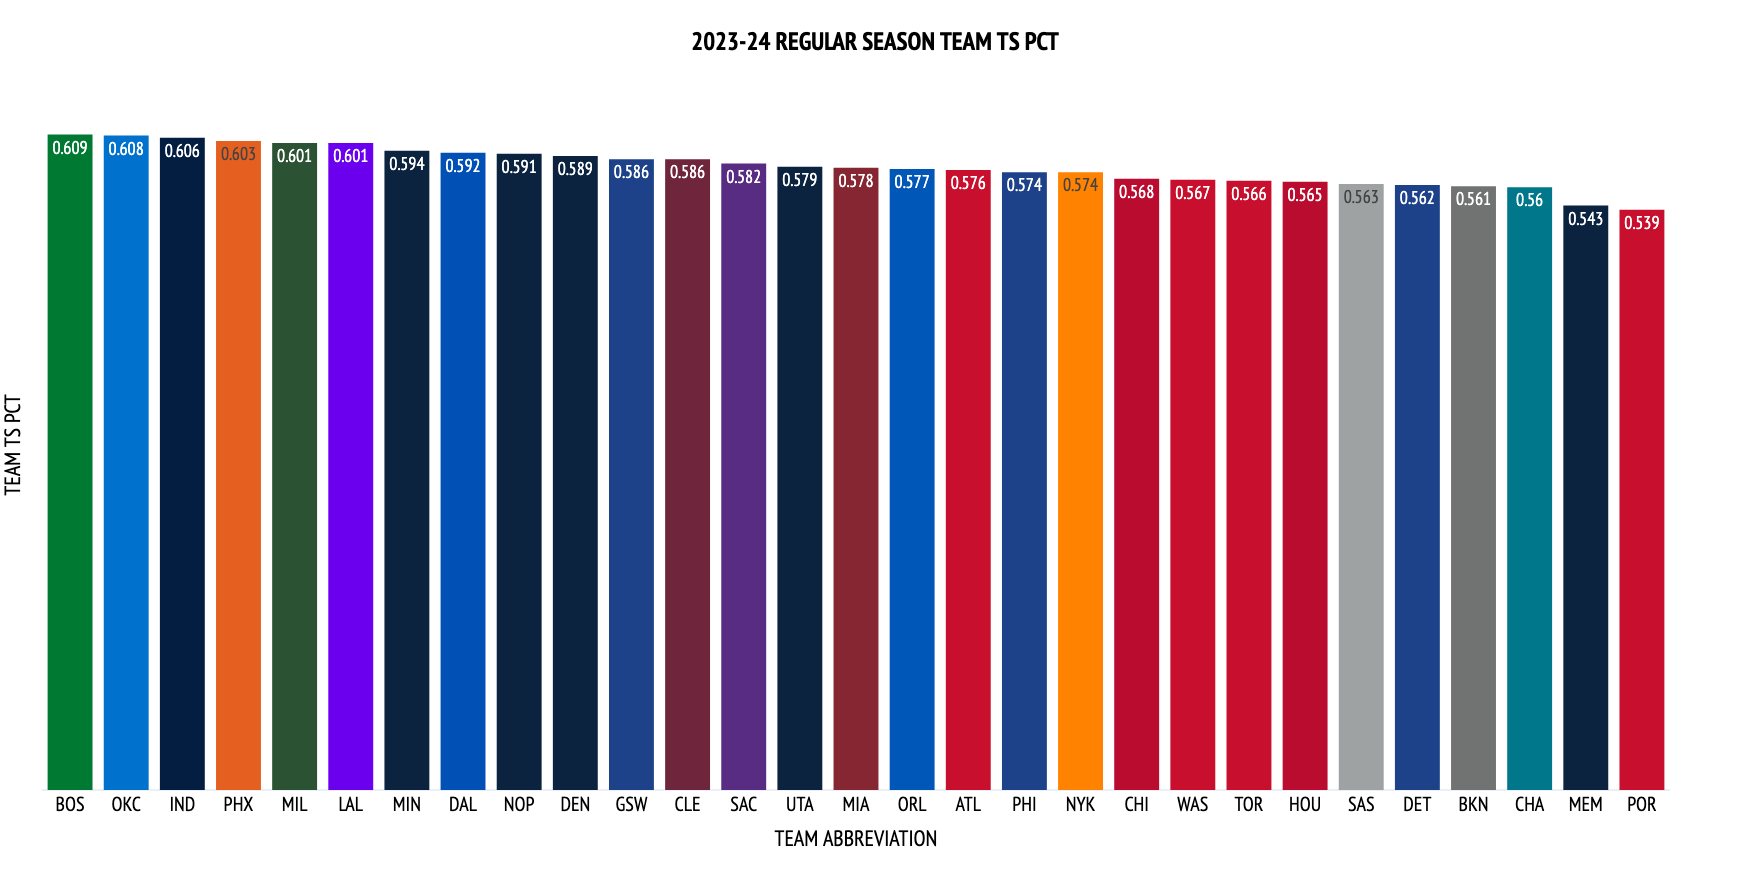 2023-24 REGULAR SEASON TEAM TS PCT
0.609 0.608 0.606 0.603 0.601 0.601 0.594 0.592 0.591 0.589 0.586 0.586 0.582 0.579 0.578 0.577 0.576 0.574 0.574 0.568 0.567 0.566 0.565 0.563 0.562 0.561 0.56 0.543 0.539
TEAM TS PCT
BOS OKC IND PHX MIL LAL MIN DAL NOP DEN GSW CLE SAC UTA MIA ORL ATL PHI NYK CHI WAS TOR HOU SAS DET BKN CHA MEM POR
TEAM ABBREVIATION